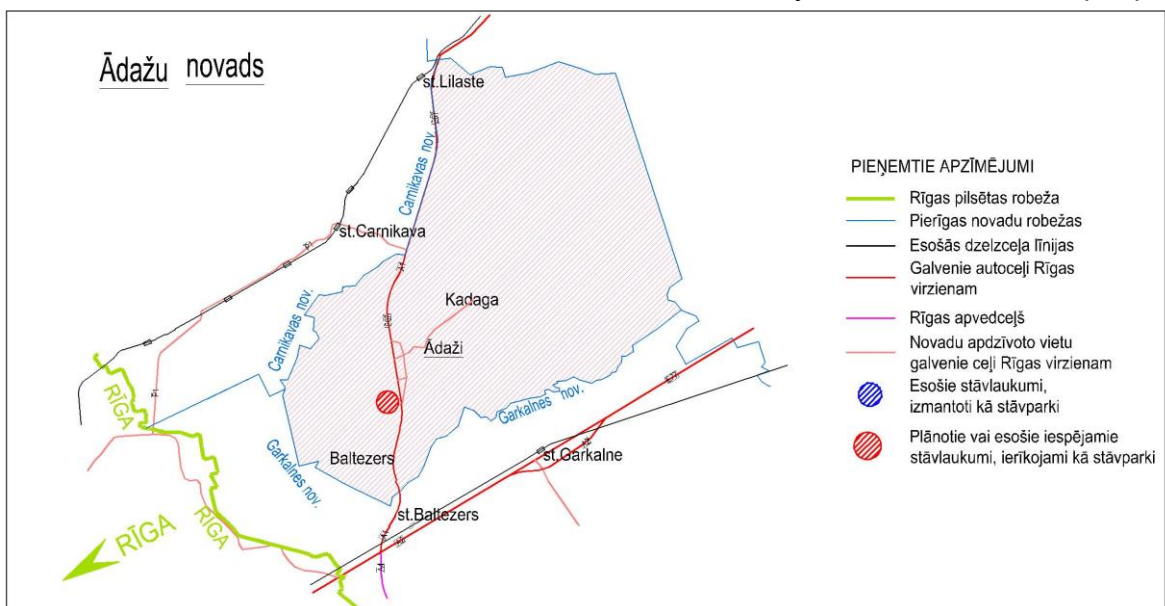 Ādažu novads
st.Lilaste
Carnikavas nov.
st.Carnikava
Carnikavas nov.
Kadaga
Ādaži
Garkalnes nov.
Baltezers
Garkalnes nov.
st.Garkalne
st.Baltezers
RĪGA
RĪGA
RĪGA
PIEŅEMTIE APZĪMĒJUMI
Rīgas pilsētas robeža
Pierīgas novadu robežas
Esošās dzelzceļa līnijas
Galvenie autoceļi Rīgas
virzienam
Rīgas apvedceļš
Novadu apdzīvoto vietu
galvenie ceļi Rīgas virzienam
Esošie stāvlaukumi,
izmantoti kā stāvparki
Plānotie vai esošie iespējamie
stāvlaukumi, ierīkojami kā stāvparki